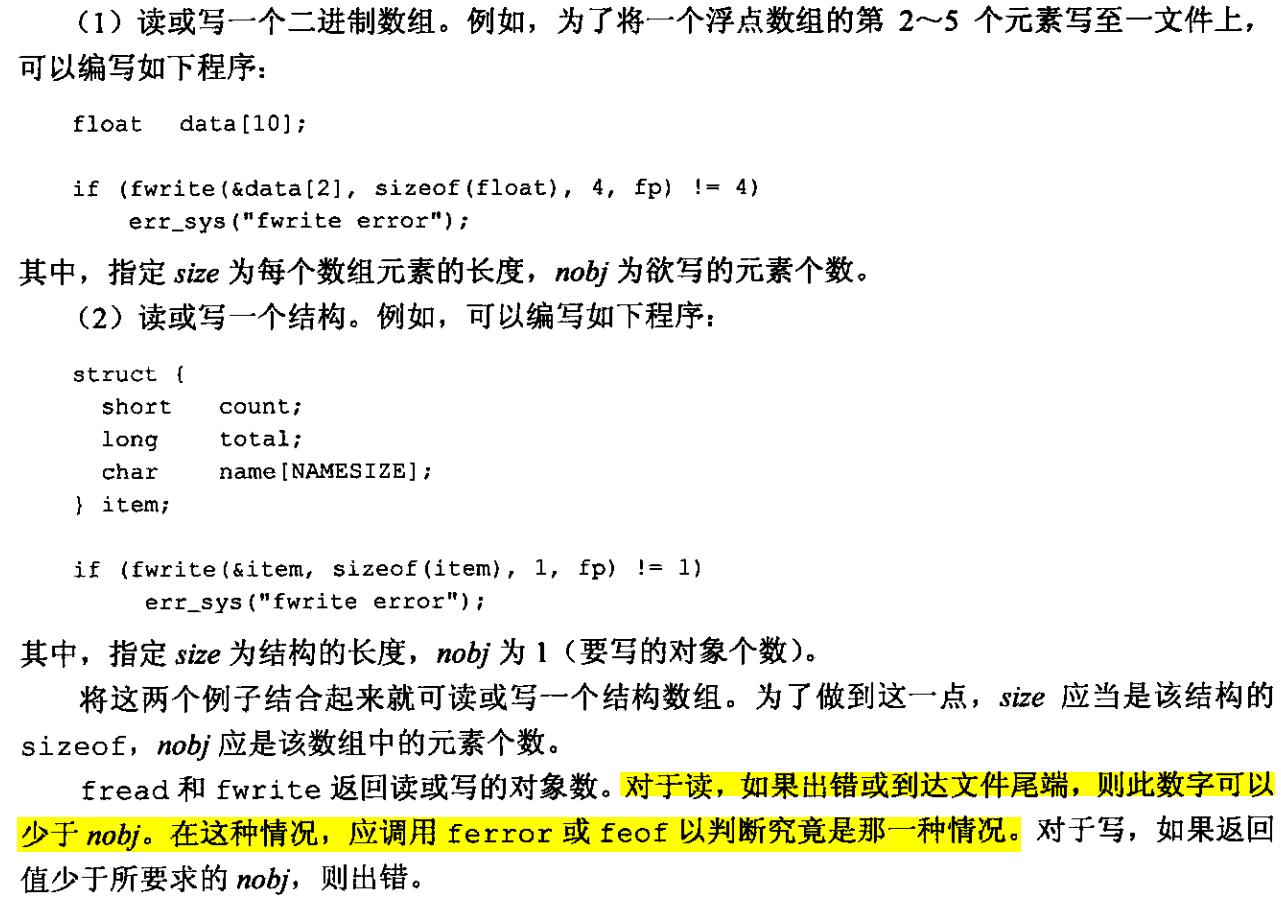 （1）读或写一个二进制数组。例如，为了将一个浮点数组的第 2～5 个元素写至一文件上，
可以编写如下程序：
float data[10];
if (fwrite(&data[2], sizeof(float), 4, fp) != 4)
err_sys("fwrite error");
其中，指定 size 为每个数组元素的长度，nobj 为欲写的元素个数。
（2）读或写一个结构。例如，可以编写如下程序：
struct {
short count;
long total;
char name[NAMESIZE];
} item;
if (fwrite(&item, sizeof(item), 1, fp) != 1)
err_sys("fwrite error");
其中，指定 size 为结构的长度，nobj 为 1（要写的对象个数）。
将这两个例子结合起来就可读或写一个结构数组。为了做到这一点，size 应当是该结构的
sizeof，nobj 应是该数组中的元素个数。
fread 和 fwrite 返回读或写的对象数。对于读，如果出错或到达文件尾端，则此数字可以
少于 nobj。在这种情况，应调用 ferror 或 feof 以判断究竟是那一种情况。对于写，如果返回
值少于所要求的 nobj，则出错。